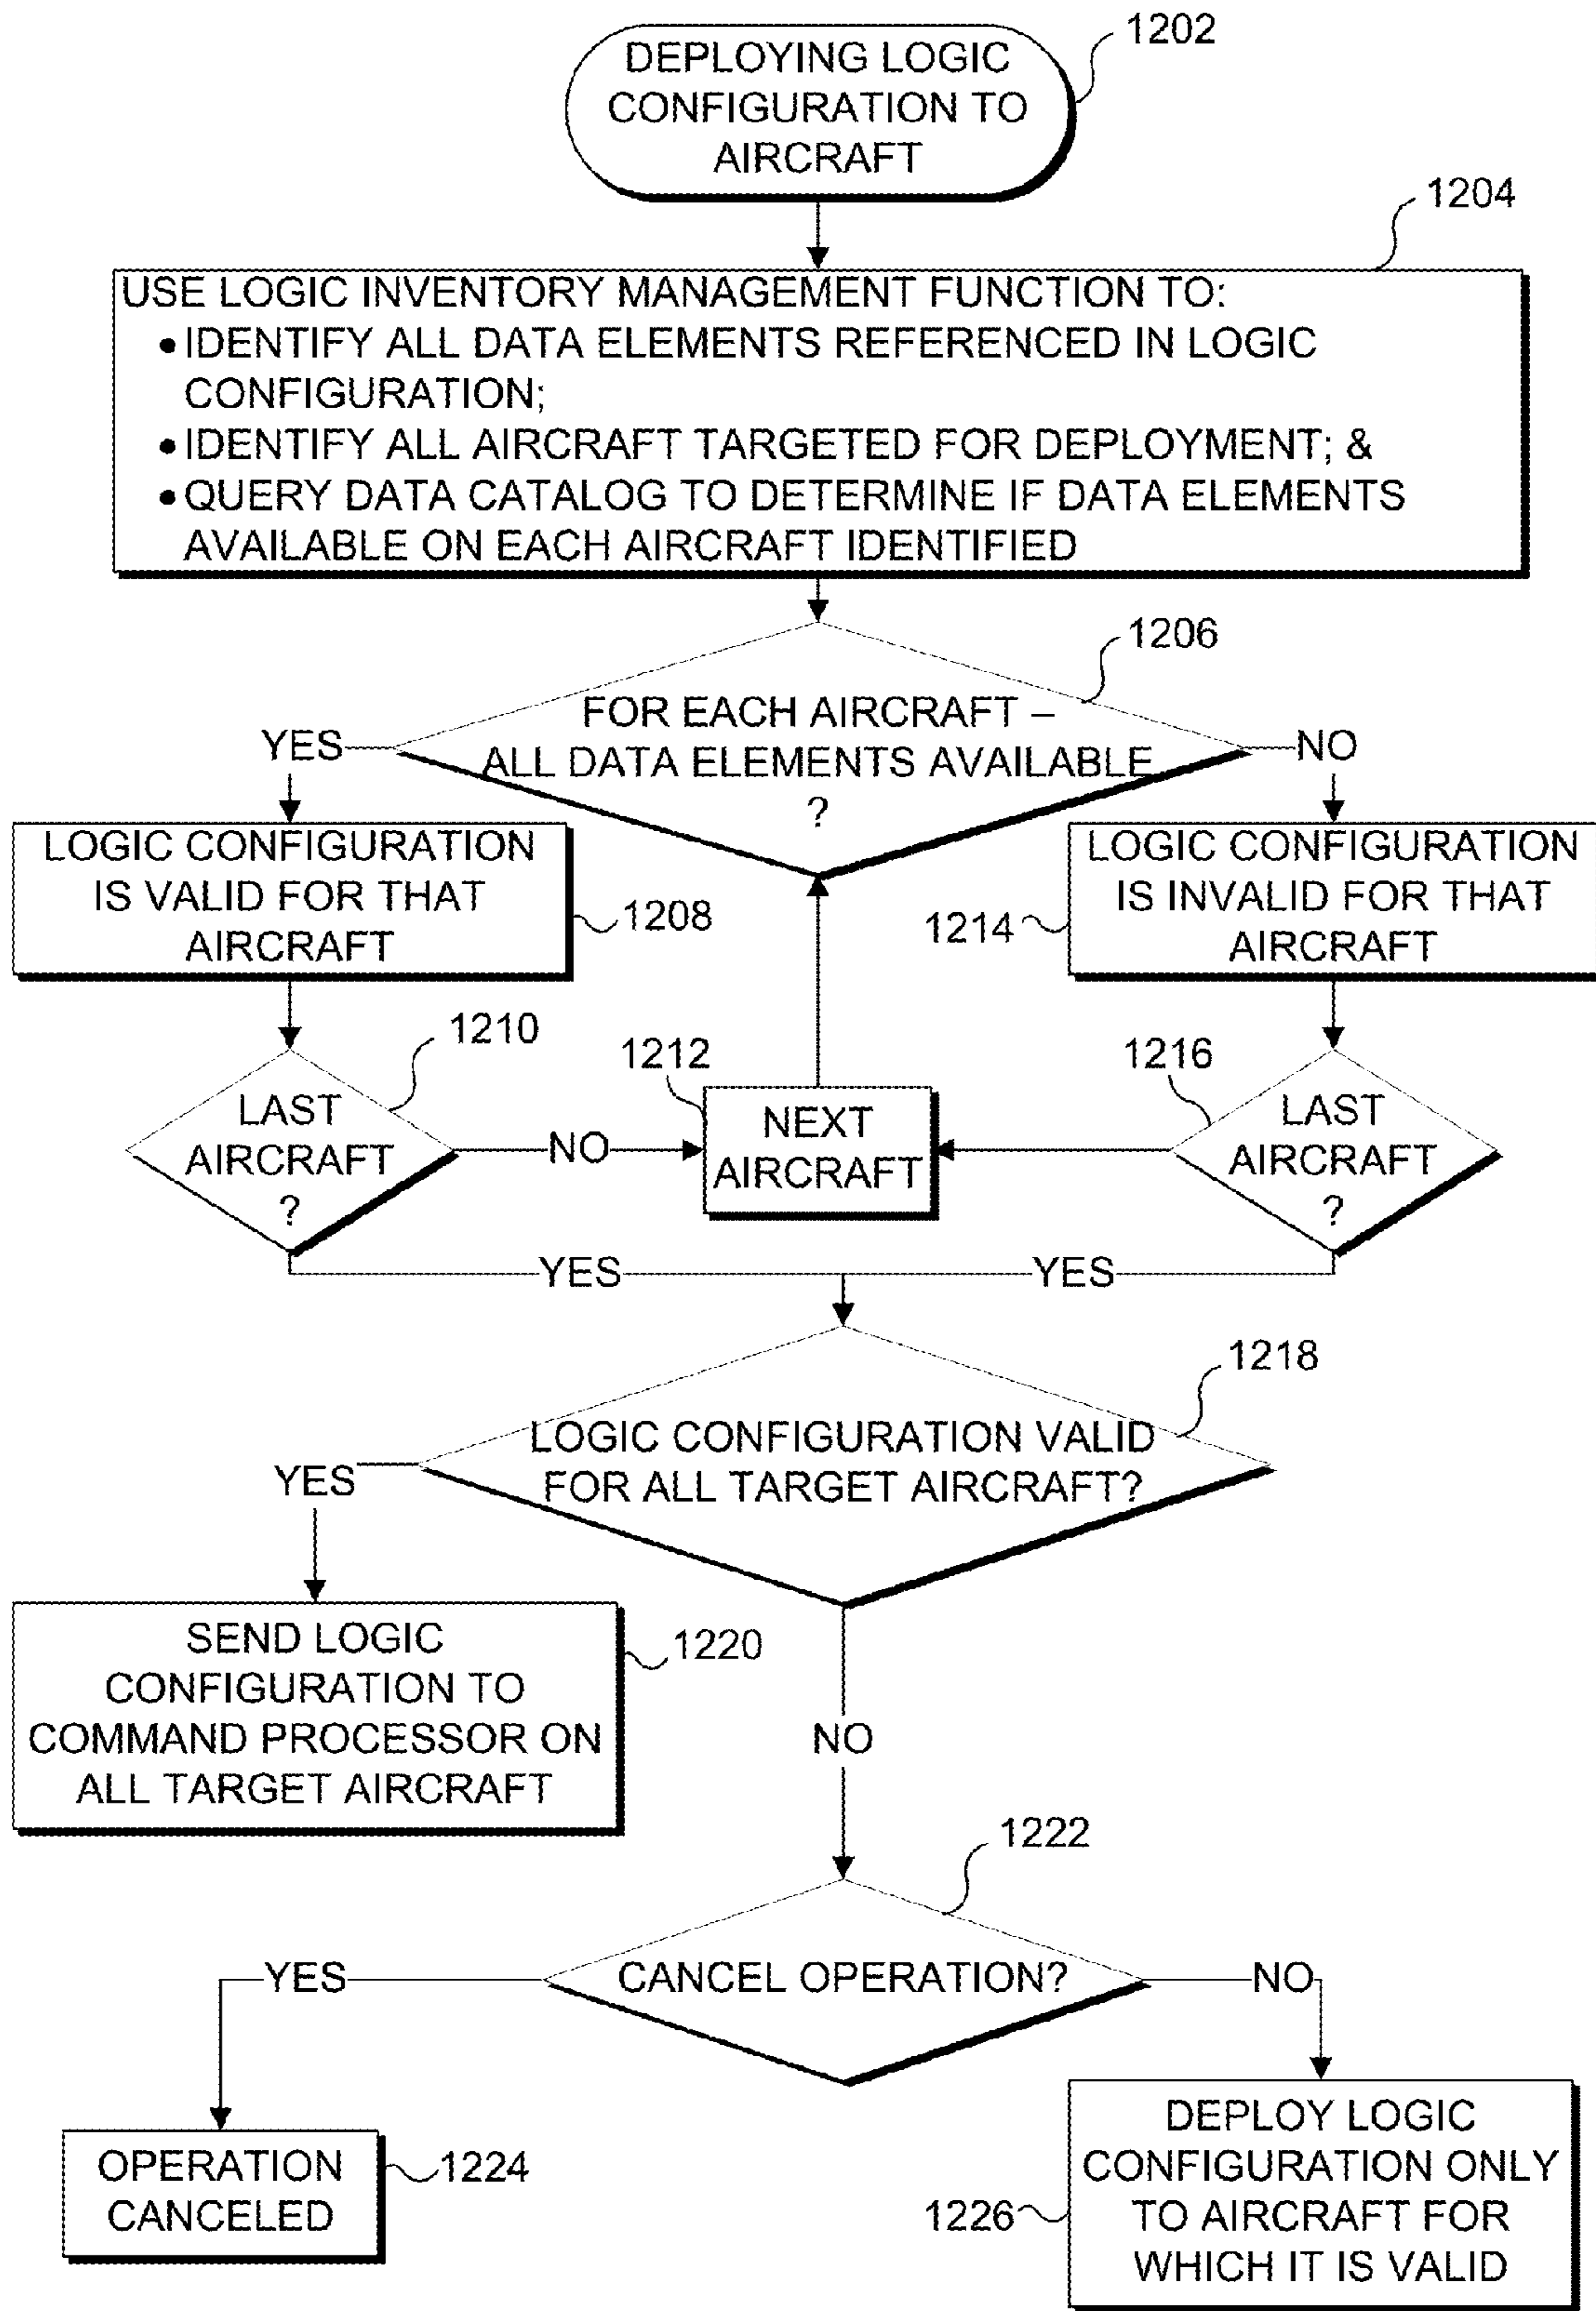 1202
DEPLOYING LOGIC
CONFIGURATION TO
AIRCRAFT
1204
USE LOGIC INVENTORY MANAGEMENT FUNCTION TO:
• IDENTIFY ALL DATA ELEMENTS REFERENCED IN LOGIC
CONFIGURATION;
• IDENTIFY ALL AIRCRAFT TARGETED FOR DEPLOYMENT; &
• QUERY DATA CATALOG TO DETERMINE IF DATA ELEMENTS
AVAILABLE ON EACH AIRCRAFT IDENTIFIED
1206
FOR EACH AIRCRAFT –
ALL DATA ELEMENTS AVAILABLE
?
YES
NO
LOGIC CONFIGURATION
IS VALID FOR THAT
AIRCRAFT
1208
1214
LOGIC CONFIGURATION
IS INVALID FOR THAT
AIRCRAFT
1210
LAST
AIRCRAFT
?
NO
1212
NEXT
AIRCRAFT
1216
LAST
AIRCRAFT
?
YES
YES
1218
LOGIC CONFIGURATION VALID
FOR ALL TARGET AIRCRAFT?
YES
SEND LOGIC
CONFIGURATION TO
COMMAND PROCESSOR ON
ALL TARGET AIRCRAFT
1220
NO
1222
CANCEL OPERATION?
YES
NO
OPERATION
CANCELED
1224
1226
DEPLOY LOGIC
CONFIGURATION ONLY
TO AIRCRAFT FOR
WHICH IT IS VALID